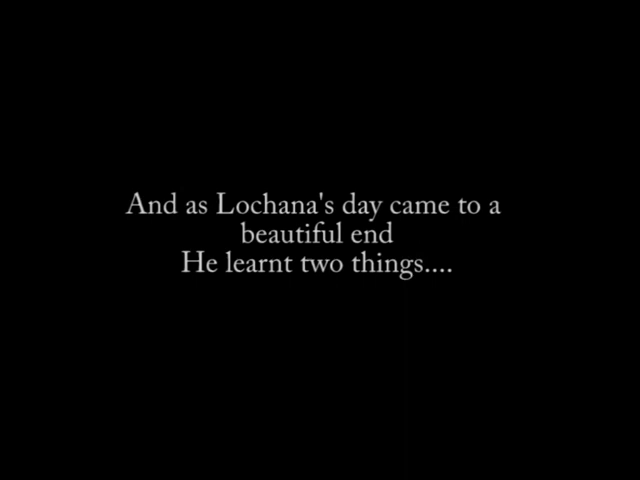 And as Lochana's day came to a
beautiful end
He learnt two things....